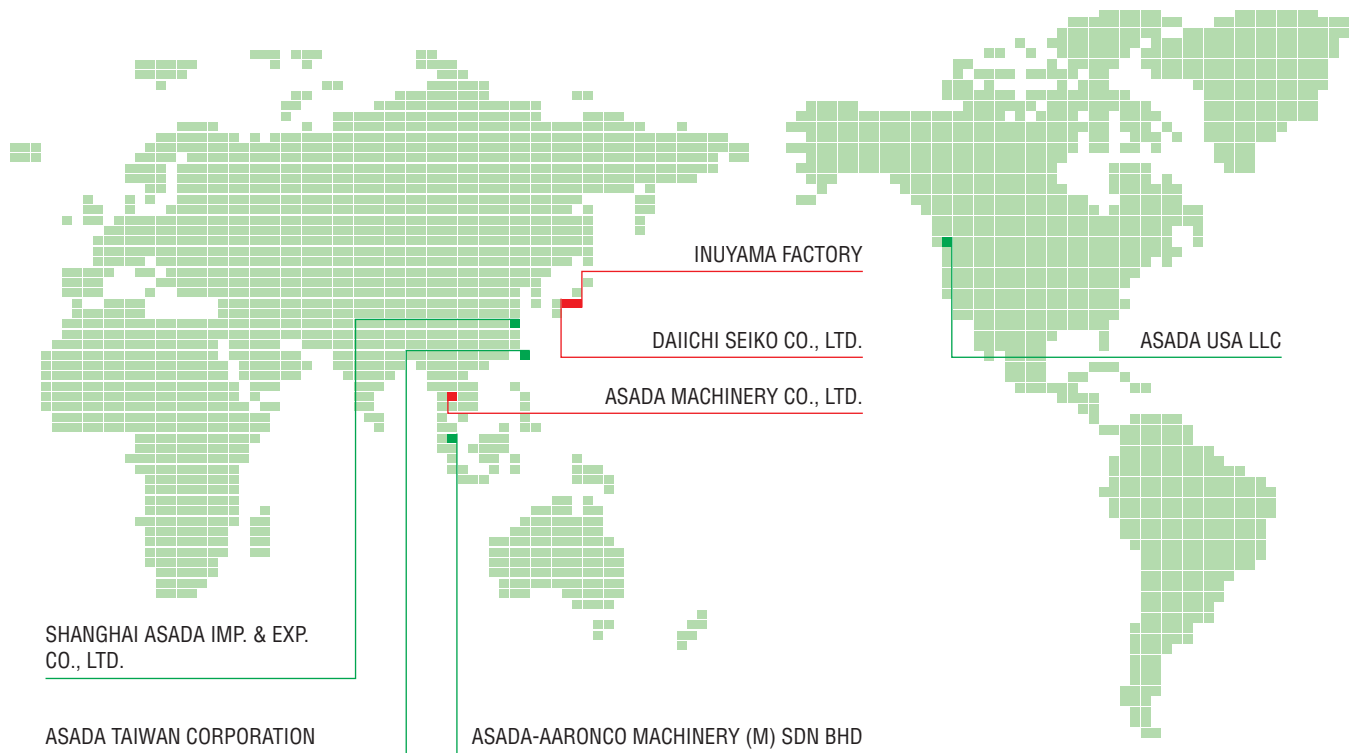 INUYAMA FACTORY
DAIICHI SEIKO CO., LTD.
ASADA USA LLC
ASADA MACHINERY CO., LTD.
SHANGHAI ASADA IMP. & EXP.
CO., LTD.
ASADA TAIWAN CORPORATION
ASADA-AARONCO MACHINERY (M) SDN BHD